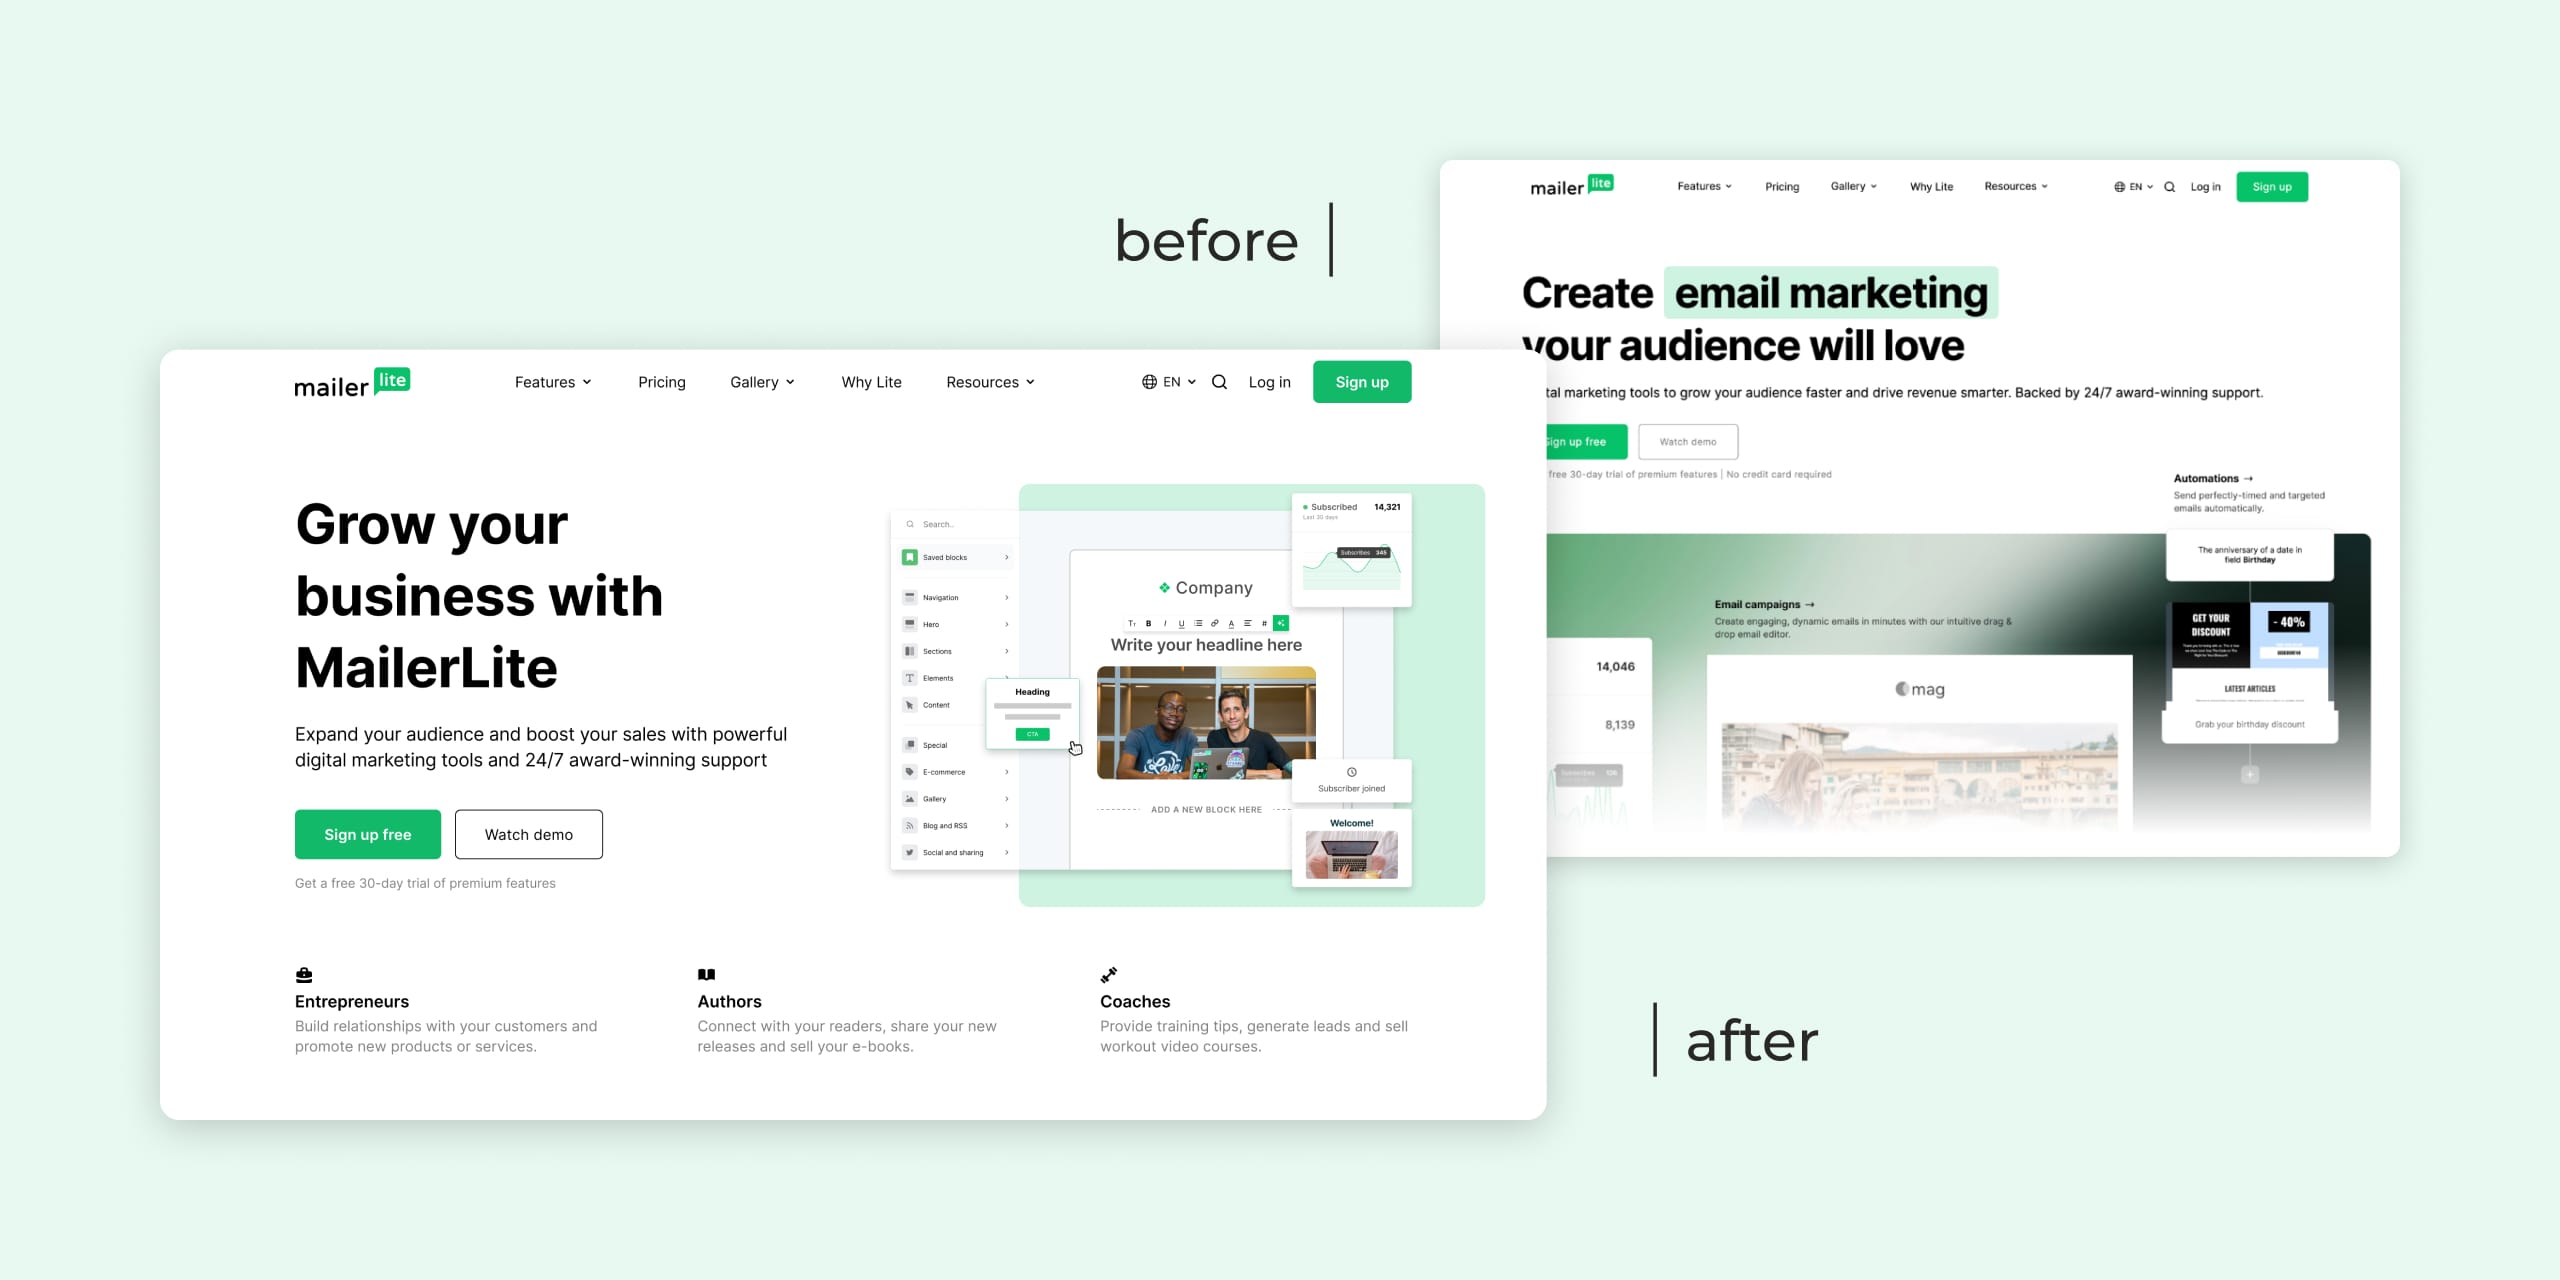 before |
mailer lite
Features
Pricing
Gallery
Why Lite
Resources
EN
Log in
Sign up
Create email marketing
your audience will love
tal marketing tools to grow your audience faster and drive revenue smarter. Backed by 24/7 award-winning support.
Sign up free
Watch demo
free 30-day trial of premium features | No credit card required
Automations →
Send perfectly-timed and targeted
emails automatically.
The anniversary of a date in
field Birthday
Email campaigns →
Create engaging, dynamic emails in minutes with our intuitive drag &
drop email editor.
GET YOUR
DISCOUNT
- 40%
14,046
8,139
mag
LATEST ARTICLES
Grab your birthday discount
Subscribes 126
mailer lite
Features
Pricing
Gallery
Why Lite
Resources
EN
Log in
Sign up
Grow your
business with
MailerLite
Expand your audience and boost your sales with powerful
digital marketing tools and 24/7 award-winning support
Sign up free
Watch demo
Get a free 30-day trial of premium features
Search..
Saved blocks
Navigation
Hero
Sections
Elements
Content
Special
E-commerce
Gallery
Blog and RSS
Social and sharing
Heading
CTA
Company
Tт B I U A #
Write your headline here
ADD A NEW BLOCK HERE
Subscribed 14,321
Last 30 days
Subscribes 345
Subscriber joined
Welcome!
Entrepreneurs
Build relationships with your customers and
promote new products or services.
Authors
Connect with your readers, share your new
releases and sell your e-books.
Coaches
Provide training tips, generate leads and sell
workout video courses.
| after